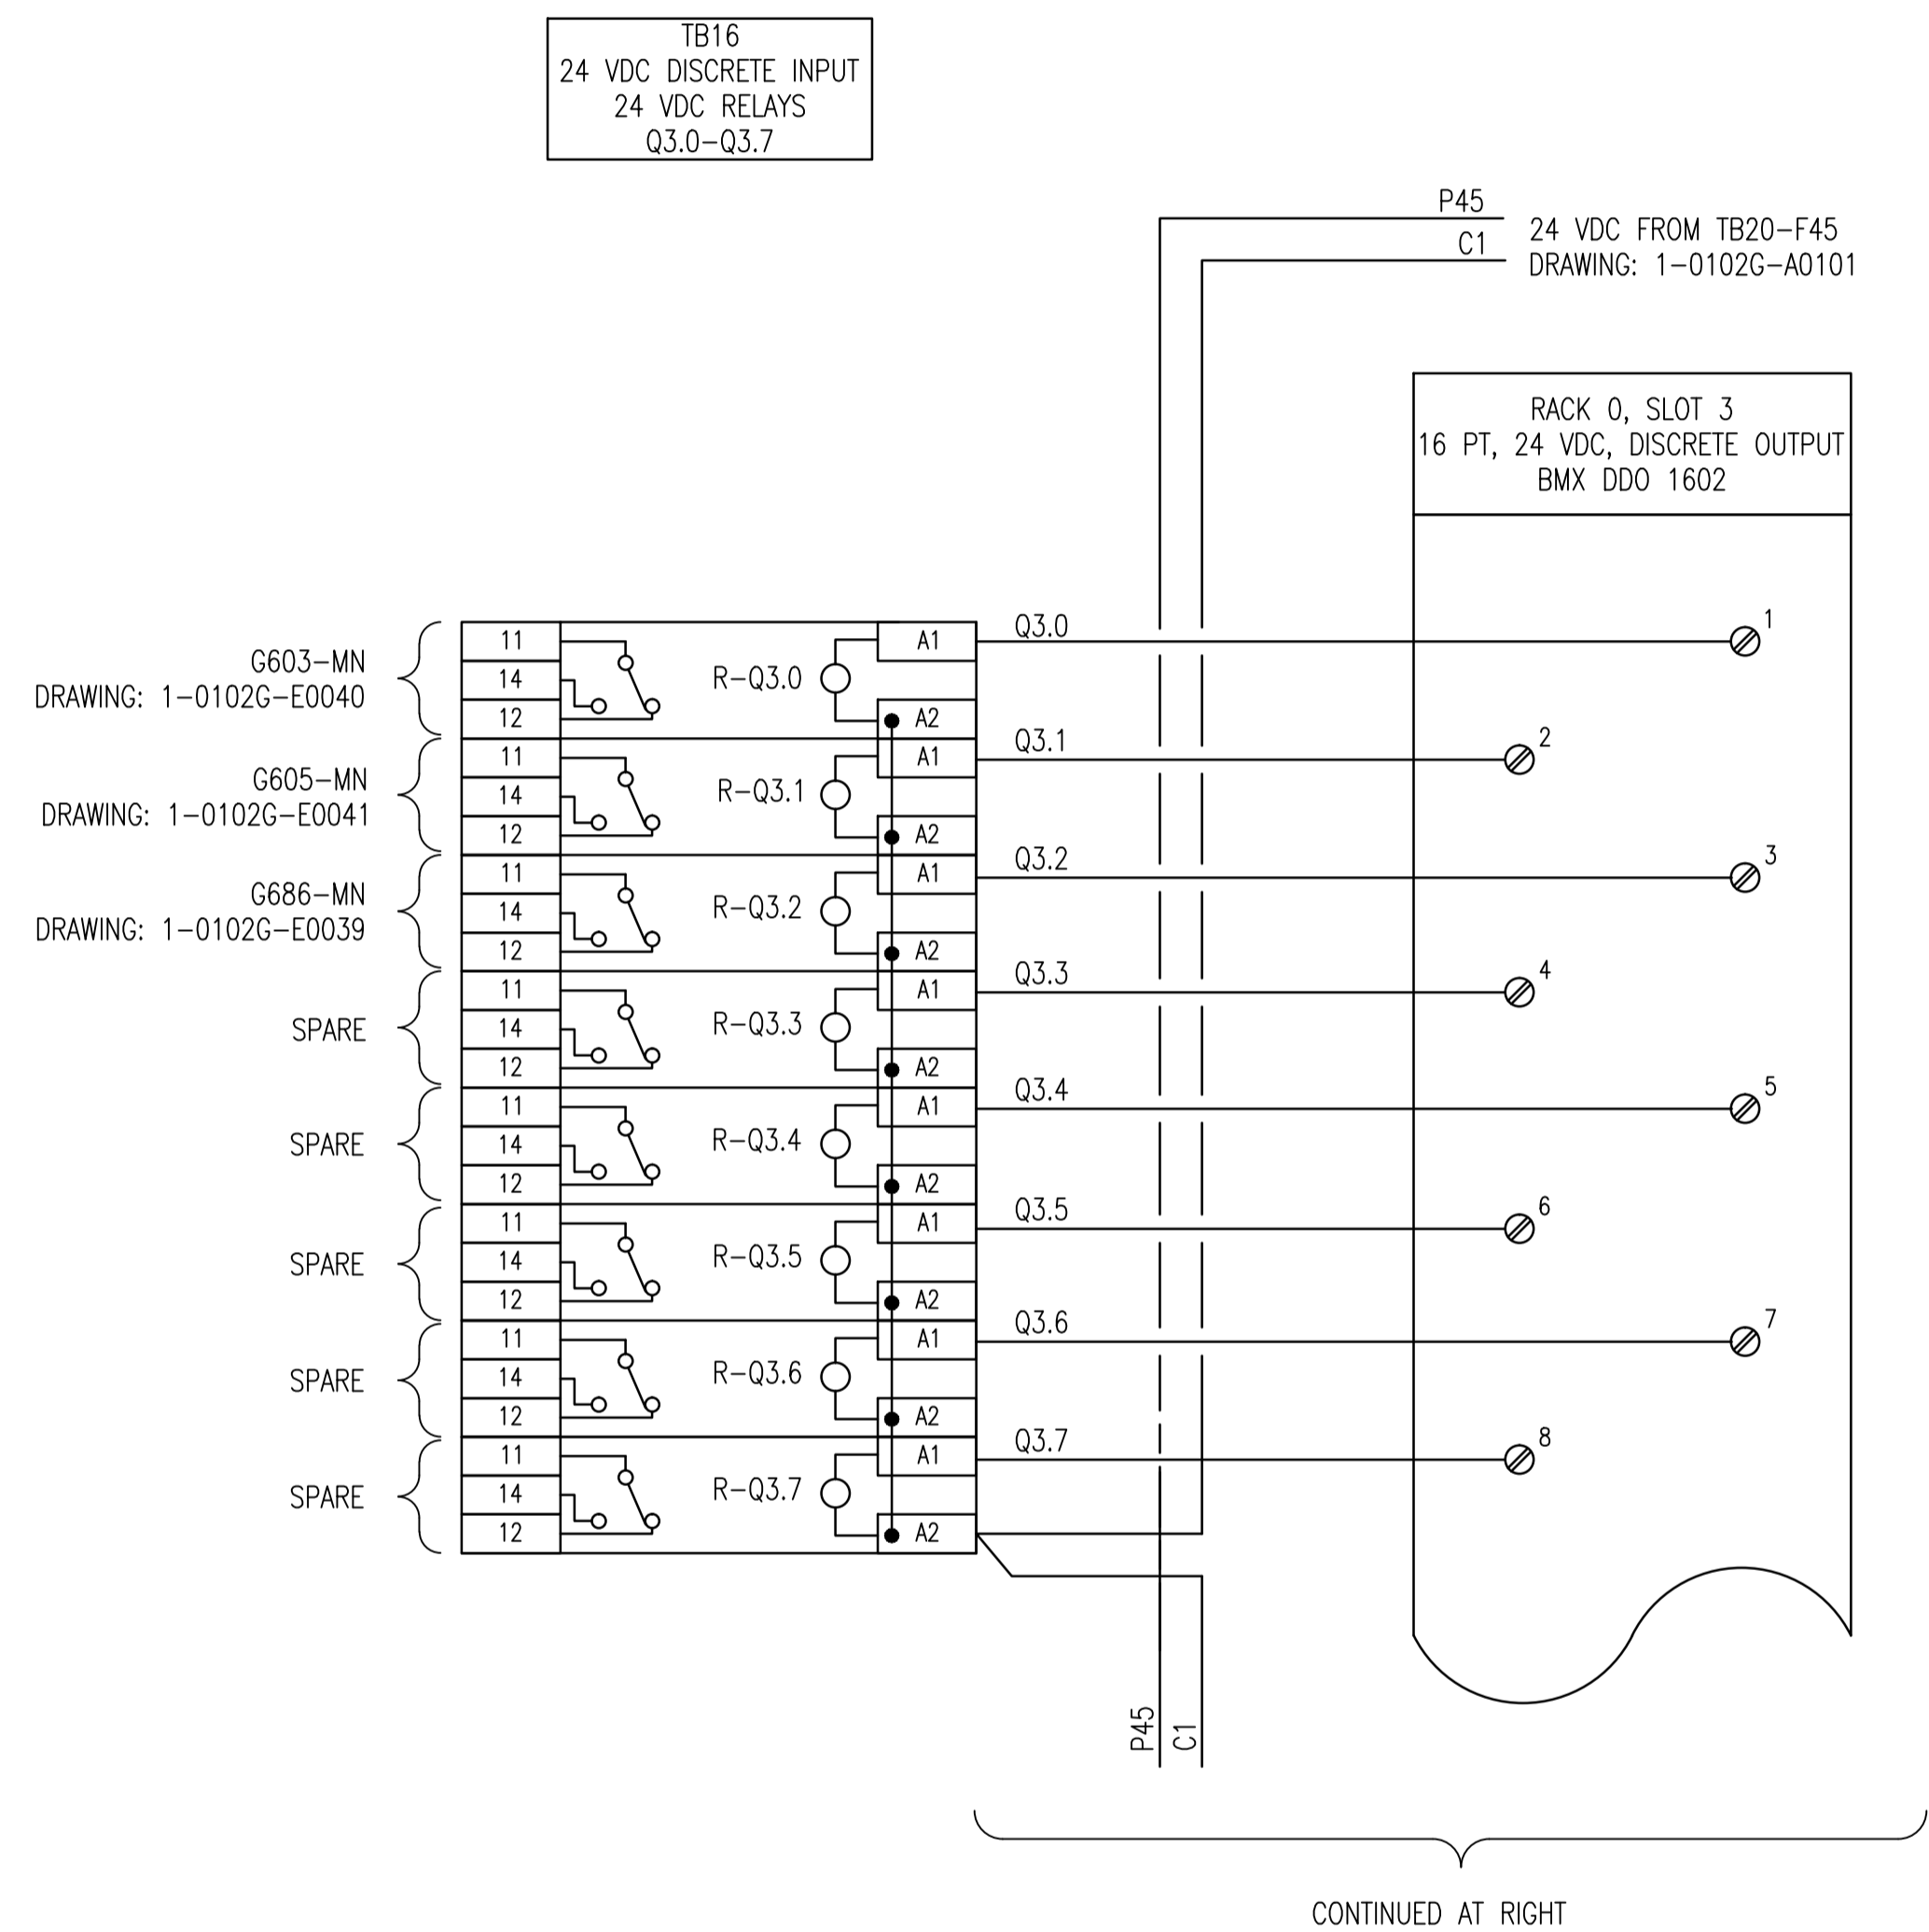 TB16
24 VDC DISCRETE INPUT
24 VDC RELAYS
Q3.0-Q3.7
P45
C1
24 VDC FROM TB20-F45
DRAWING: 1-0102G-A0101
RACK 0, SLOT 3
16 PT, 24 VDC, DISCRETE OUTPUT
BMX DDO 1602
G603-MN
DRAWING: 1-0102G-E0040
11
14
12
R-Q3.0
A1
A2
Q3.0
1
G605-MN
DRAWING: 1-0102G-E0041
11
14
12
R-Q3.1
A1
A2
Q3.1
2
G686-MN
DRAWING: 1-0102G-E0039
11
14
12
R-Q3.2
A1
A2
Q3.2
3
SPARE
11
14
12
R-Q3.3
A1
A2
Q3.3
4
SPARE
11
14
12
R-Q3.4
A1
A2
Q3.4
5
SPARE
11
14
12
R-Q3.5
A1
A2
Q3.5
6
SPARE
11
14
12
R-Q3.6
A1
A2
Q3.6
7
SPARE
11
14
12
R-Q3.7
A1
A2
Q3.7
8
P45
C1
CONTINUED AT RIGHT